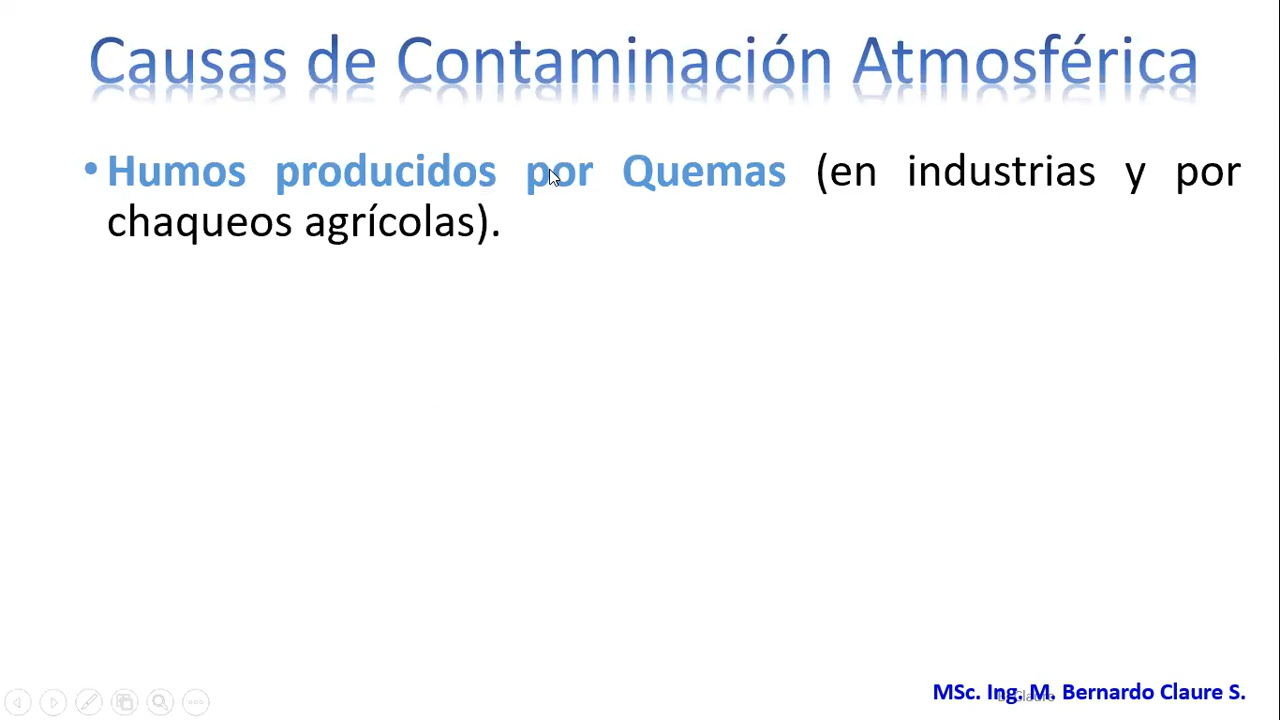 Causas de Contaminación Atmosférica
• Humos producidos por Quemas (en industrias y por
chaqueos agrícolas).
MSc. Ing. M. Bernardo Claure S.